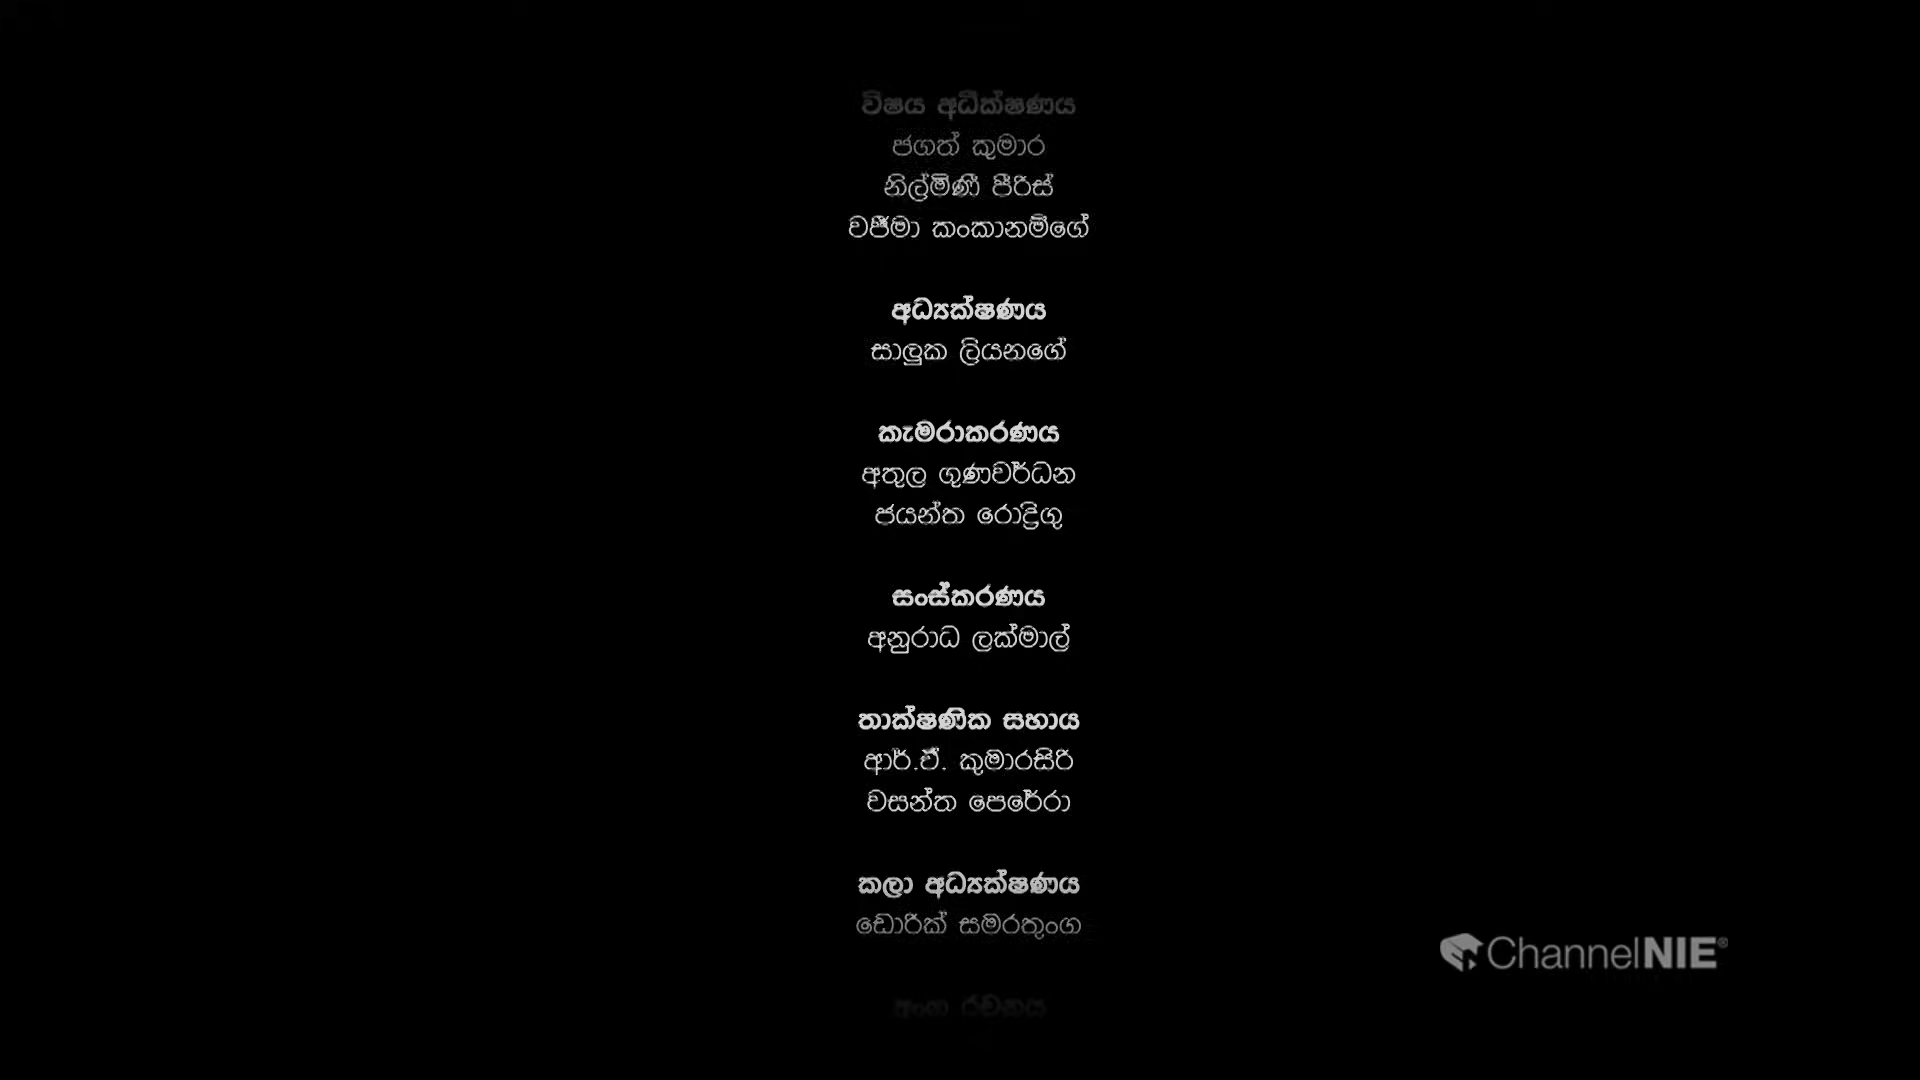 විෂය අධීක්ෂණය
ජගත් කුමාර
නිල්මිණී පීරිස්
වජීමා කංකානම්ගේ
අධ්‍යක්ෂණය
සාලුක ලියනගේ
කැමරාකරණය
අතුල ගුණවර්ධන
ජයන්ත රොද්‍රිගු
සංස්කරණය
අනුරාධ ලක්මාල්
තාක්ෂණික සහාය
ආර්.ඒ. කුමාරසිරි
වසන්ත පෙරේරා
කලා අධ්‍යක්ෂණය
ඩොරික් සමරතුංග
ChannelNIE®
අංග රචනය